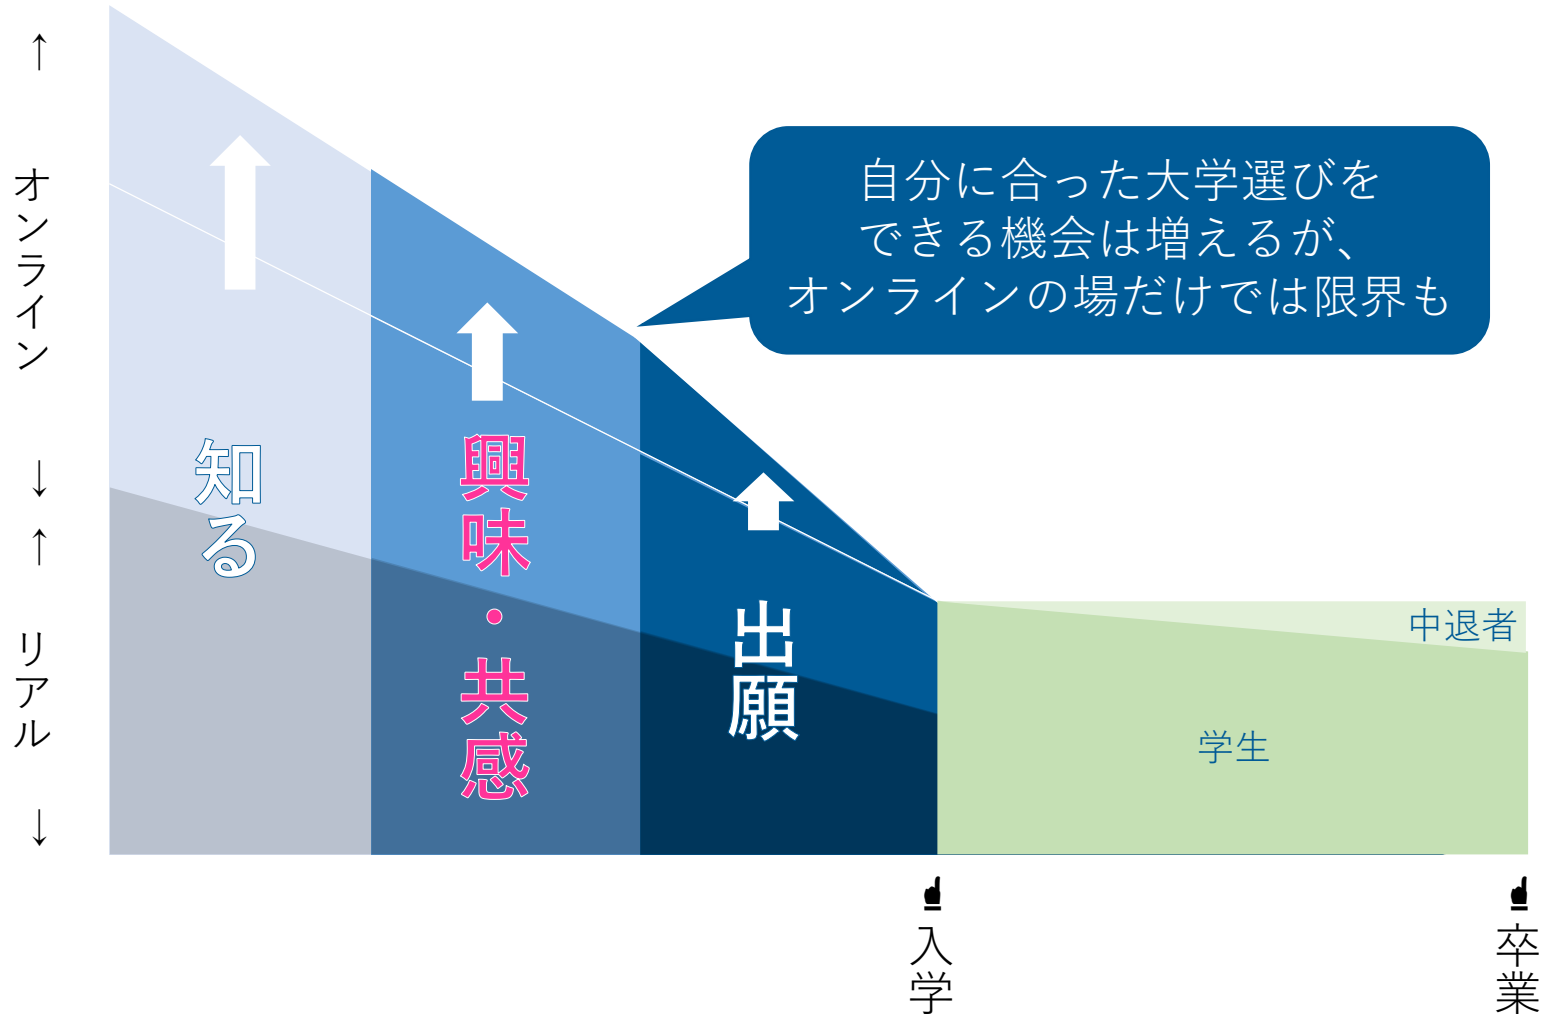 ↑
オンライン
↓
↑
リアル
↓
知る
興味・共感
出願
自分に合った大学選びを
できる機会は増えるが、
オンラインの場だけでは限界も
中退者
学生
入学
卒業